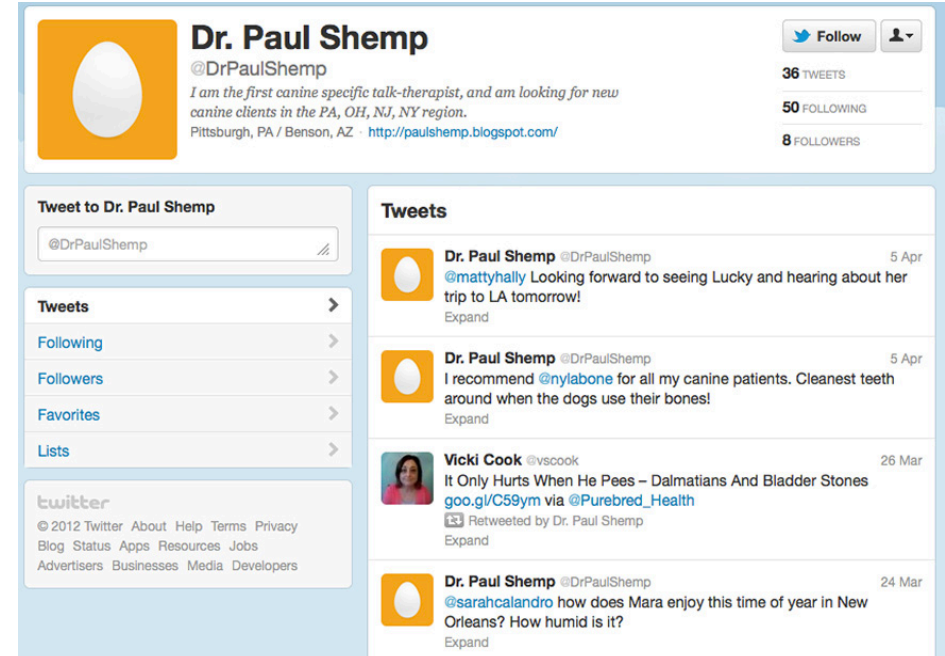 Dr. Paul Shemp
@DrPaulShemp
I am the first canine specific talk-therapist, and am looking for new
canine clients in the PA, OH, NJ, NY region.
Pittsburgh, PA / Benson, AZ · http://paulshemp.blogspot.com/
Follow
36 TWEETS
50 FOLLOWING
8 FOLLOWERS
Tweet to Dr. Paul Shemp
@DrPaulShemp
Tweets
Following
Followers
Favorites
Lists
twitter
© 2012 Twitter About Help Terms Privacy
Blog Status Apps Resources Jobs
Advertisers Businesses Media Developers
Tweets
Dr. Paul Shemp @DrPaulShemp 5 Apr
@mattyhally Looking forward to seeing Lucky and hearing about her
trip to LA tomorrow!
Expand
Dr. Paul Shemp @DrPaulShemp 5 Apr
I recommend @nylabone for all my canine patients. Cleanest teeth
around when the dogs use their bones!
Expand
Vicki Cook @vscook 26 Mar
It Only Hurts When He Pees – Dalmatians And Bladder Stones
goo.gl/C59ym via @Purebred_Health
Retweeted by Dr. Paul Shemp
Expand
Dr. Paul Shemp @DrPaulShemp 24 Mar
@sarahcalandro how does Mara enjoy this time of year in New
Orleans? How humid is it?
Expand